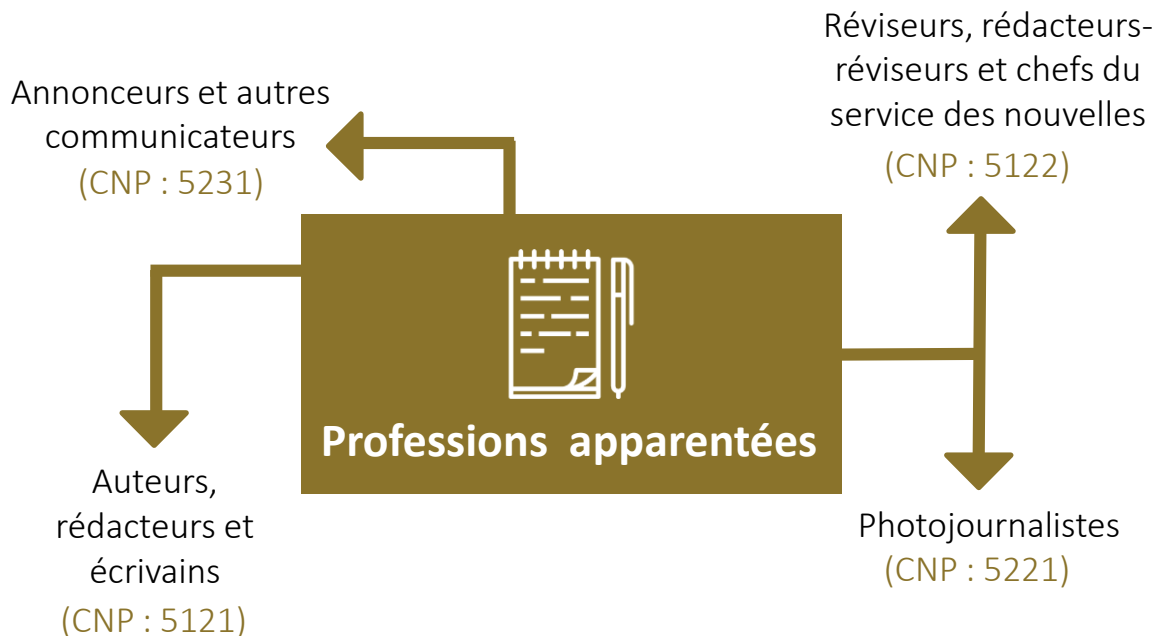 Annonceurs et autres
communicateurs
(CNP : 5231)
Réviseurs, rédacteurs-
réviseurs et chefs du
service des nouvelles
(CNP : 5122)
Professions apparentées
Auteurs,
rédacteurs et
écrivains
(CNP : 5121)
Photojournalistes
(CNP : 5221)